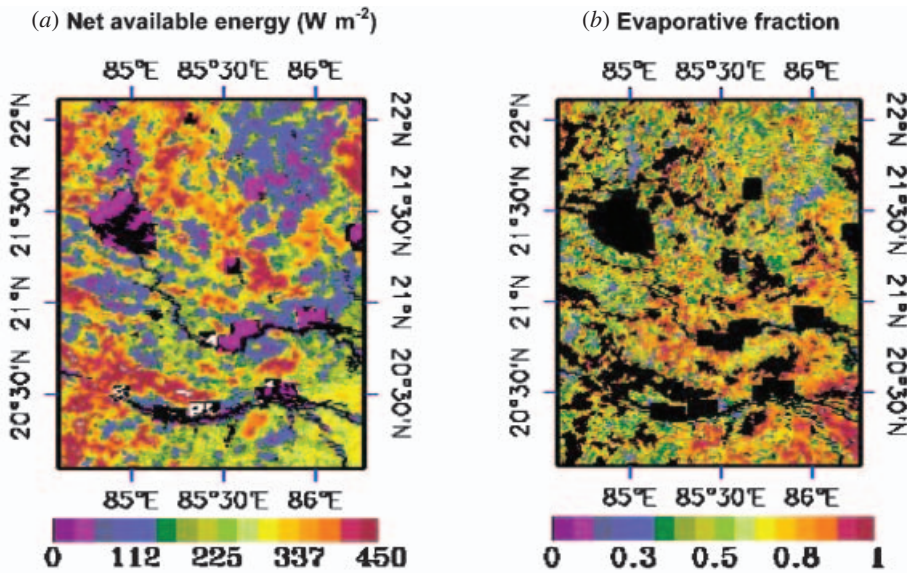 (a) Net available energy (W m⁻²)
(b) Evaporative fraction
85°E 85°30'E 86°E
85°E 85°30'E 86°E
22°N
22°N
22°N
22°N
21°30'N
21°30'N
21°30'N
21°30'N
21°N
21°N
21°N
21°N
20°30'N
20°30'N
20°30'N
20°30'N
85°E 85°30'E 86°E
85°E 85°30'E 86°E
0 112 225 337 450
0 0.3 0.5 0.8 1